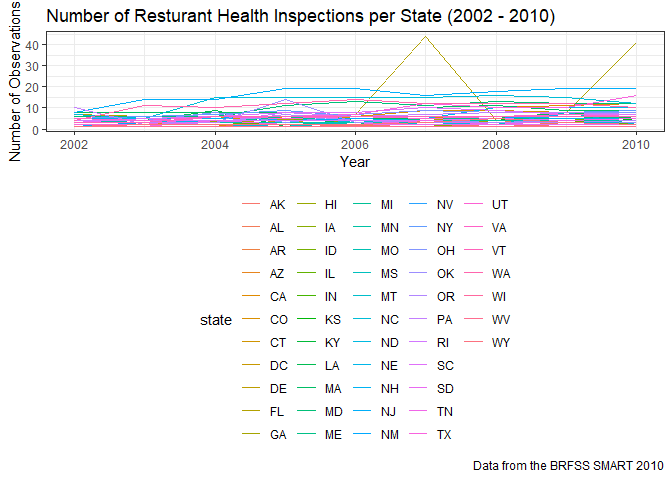 Number of Resturant Health Inspections per State (2002 - 2010)
Number of Observations
40
30
20
10
0
2002 2004 2006 2008 2010
Year
state
AK HI MI NV UT
AL IA MN NY VA
AR ID MO OH VT
AZ IL MS OK WA
CA IN MT OR WI
CO KS NC PA WV
CT KY ND RI WY
DC LA NE SC
DE MA NH SD
FL MD NJ TN
GA ME NM TX
Data from the BRFSS SMART 2010